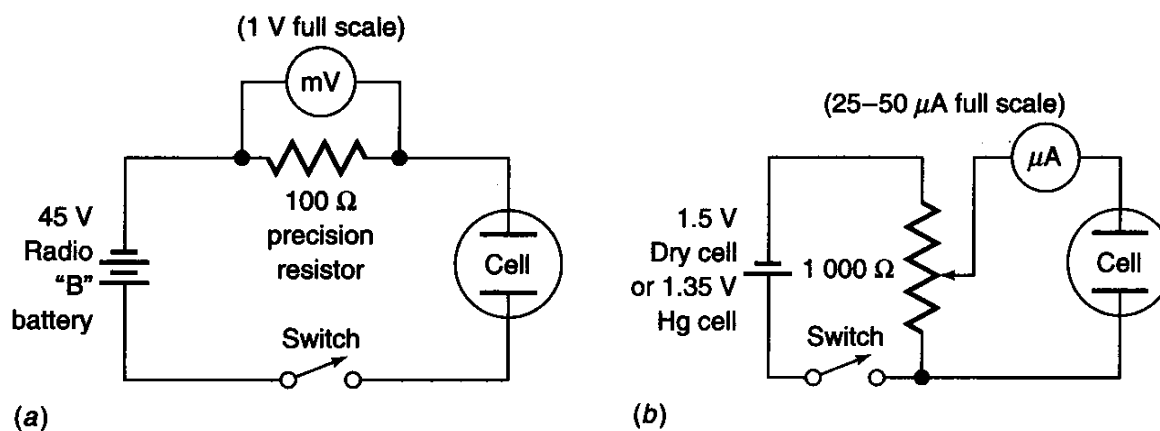 (1 V full scale)
mV
100 Ω
precision
resistor
45 V
Radio
“B”
battery
Cell
Switch
(a)
(25–50 μA full scale)
μA
1.5 V
Dry cell
or 1.35 V
Hg cell
1 000 Ω
Cell
Switch
(b)